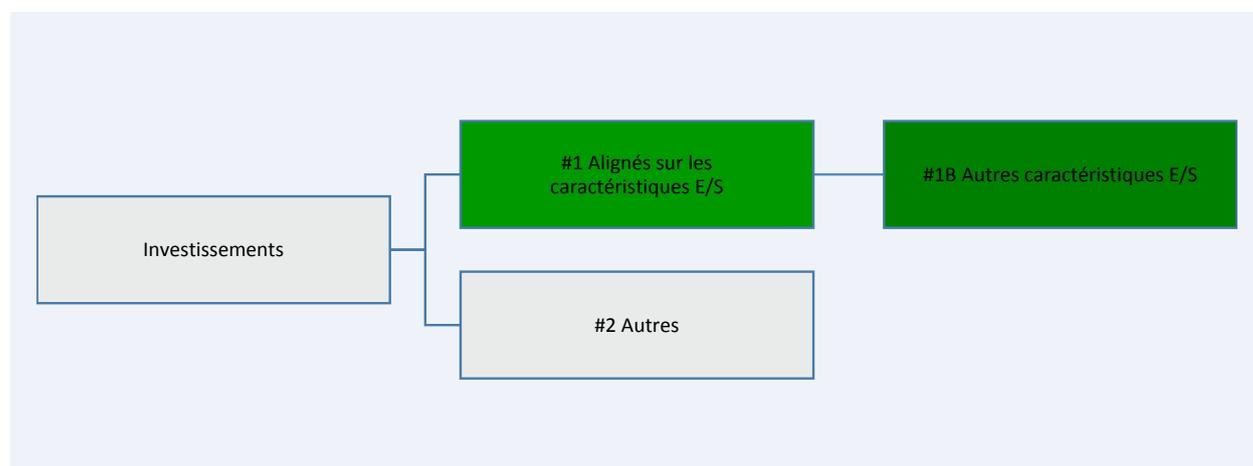 #1 Alignés sur les
caractéristiques E/S
#1B Autres caractéristiques E/S
Investissements
#2 Autres